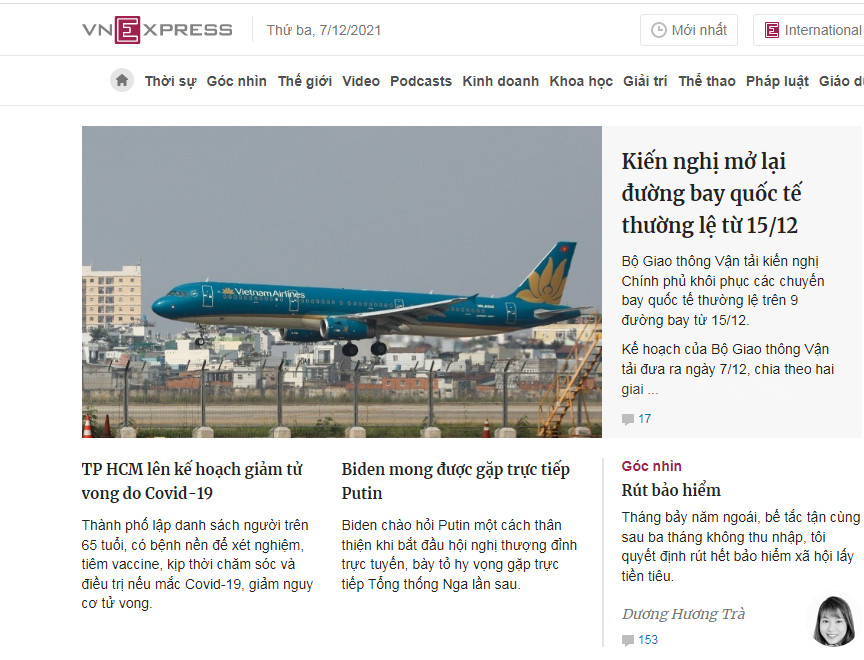 VNEXPRESS
Thứ ba, 7/12/2021
Mới nhất
International
Thời sự Góc nhìn Thế giới Video Podcasts Kinh doanh Khoa học Giải trí Thể thao Pháp luật Giáo
Kiến nghị mở lại
đường bay quốc tế
thường lệ từ 15/12
Bộ Giao thông Vận tải kiến nghị
Chính phủ khôi phục các chuyến
bay quốc tế thường lệ trên 9
đường bay từ 15/12.
Kế hoạch của Bộ Giao thông Vận
tải đưa ra ngày 7/12, chia theo hai
giai ...
17
Vietnam Airlines
TP HCM lên kế hoạch giảm tử
vong do Covid-19
Thành phố lập danh sách người trên
65 tuổi, có bệnh nền để xét nghiệm,
tiêm vaccine, kịp thời chăm sóc và
điều trị nếu mắc Covid-19, giảm nguy
cơ tử vong.
Biden mong được gặp trực tiếp
Putin
Biden chào hỏi Putin một cách thân
thiện khi bắt đầu hội nghị thượng đỉnh
trực tuyến, bày tỏ hy vọng gặp trực
tiếp Tổng thống Nga lần sau.
Góc nhìn
Rút bảo hiểm
Tháng bảy năm ngoái, bế tắc tận cùng
sau ba tháng không thu nhập, tôi
quyết định rút hết bảo hiểm xã hội lấy
tiền tiêu.
Dương Hương Trà
153